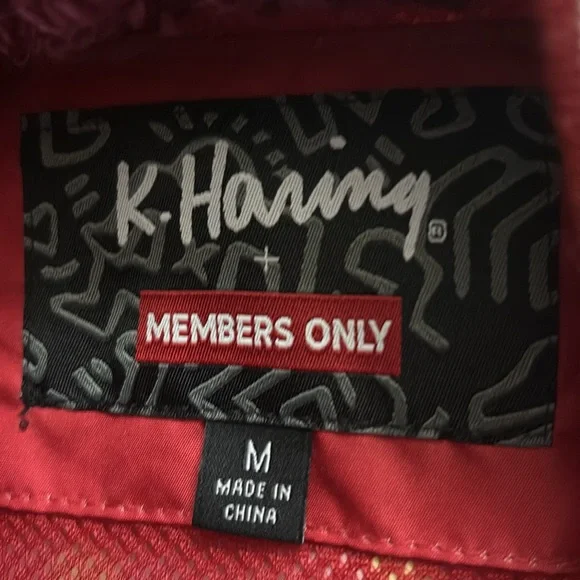 K. Haring
®
+
MEMBERS ONLY
M
MADE IN
CHINA